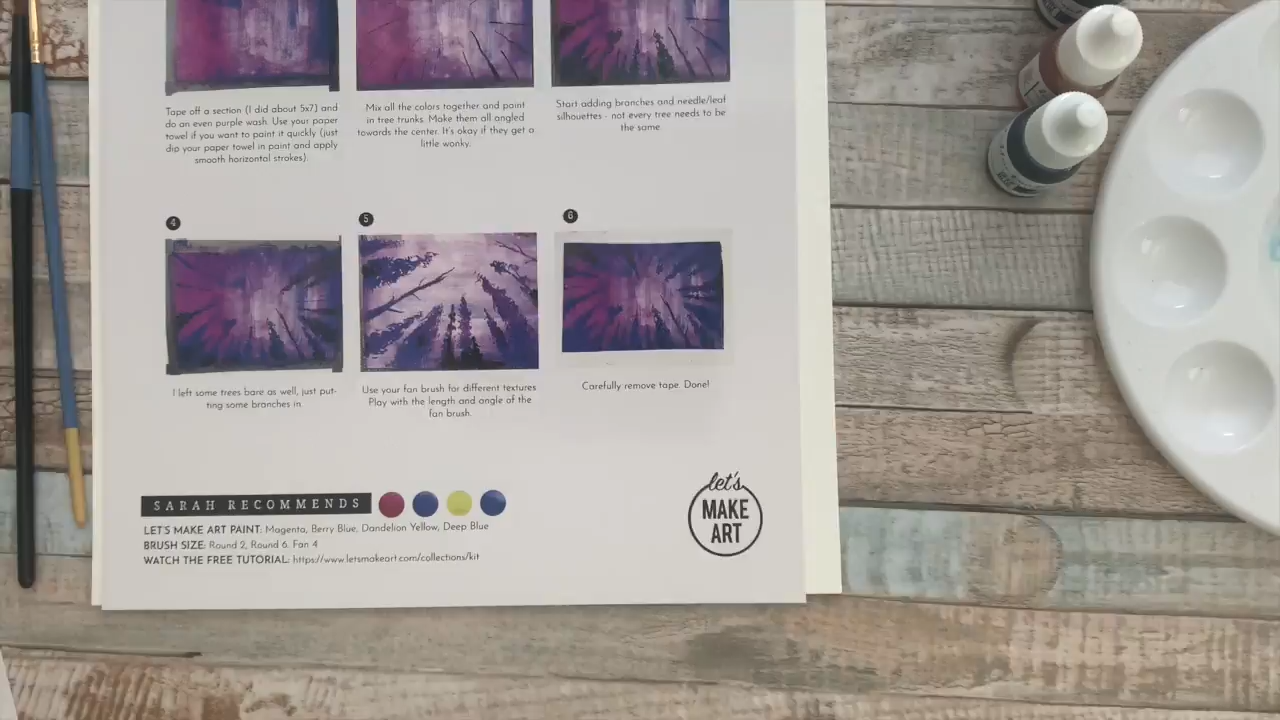 Tape off a section (I did about 5x7) and
do an even purple wash. Use your paper
towel if you want to paint it quickly (just
dip your paper towel in paint and apply
smooth horizontal strokes).
Mix all the colors together and paint
in tree trunks. Make them all angled
towards the center. It's okay if they get a
little wonky.
Start adding branches and needle/leaf
silhouettes - not every tree needs to be
the same
4
I left some trees bare as well, just put-
ting some branches in.
5
Use your fan brush for different textures
Play with the length and angle of the
fan brush.
6
Carefully remove tape. Done!
SARAH RECOMMENDS
LET'S MAKE ART PAINT: Magenta, Berry Blue, Dandelion Yellow, Deep Blue
BRUSH SIZE: Round 2, Round 6, Fan 4
WATCH THE FREE TUTORIAL: https://www.letsmakeart.com/collections/kit
let's
MAKE
ART